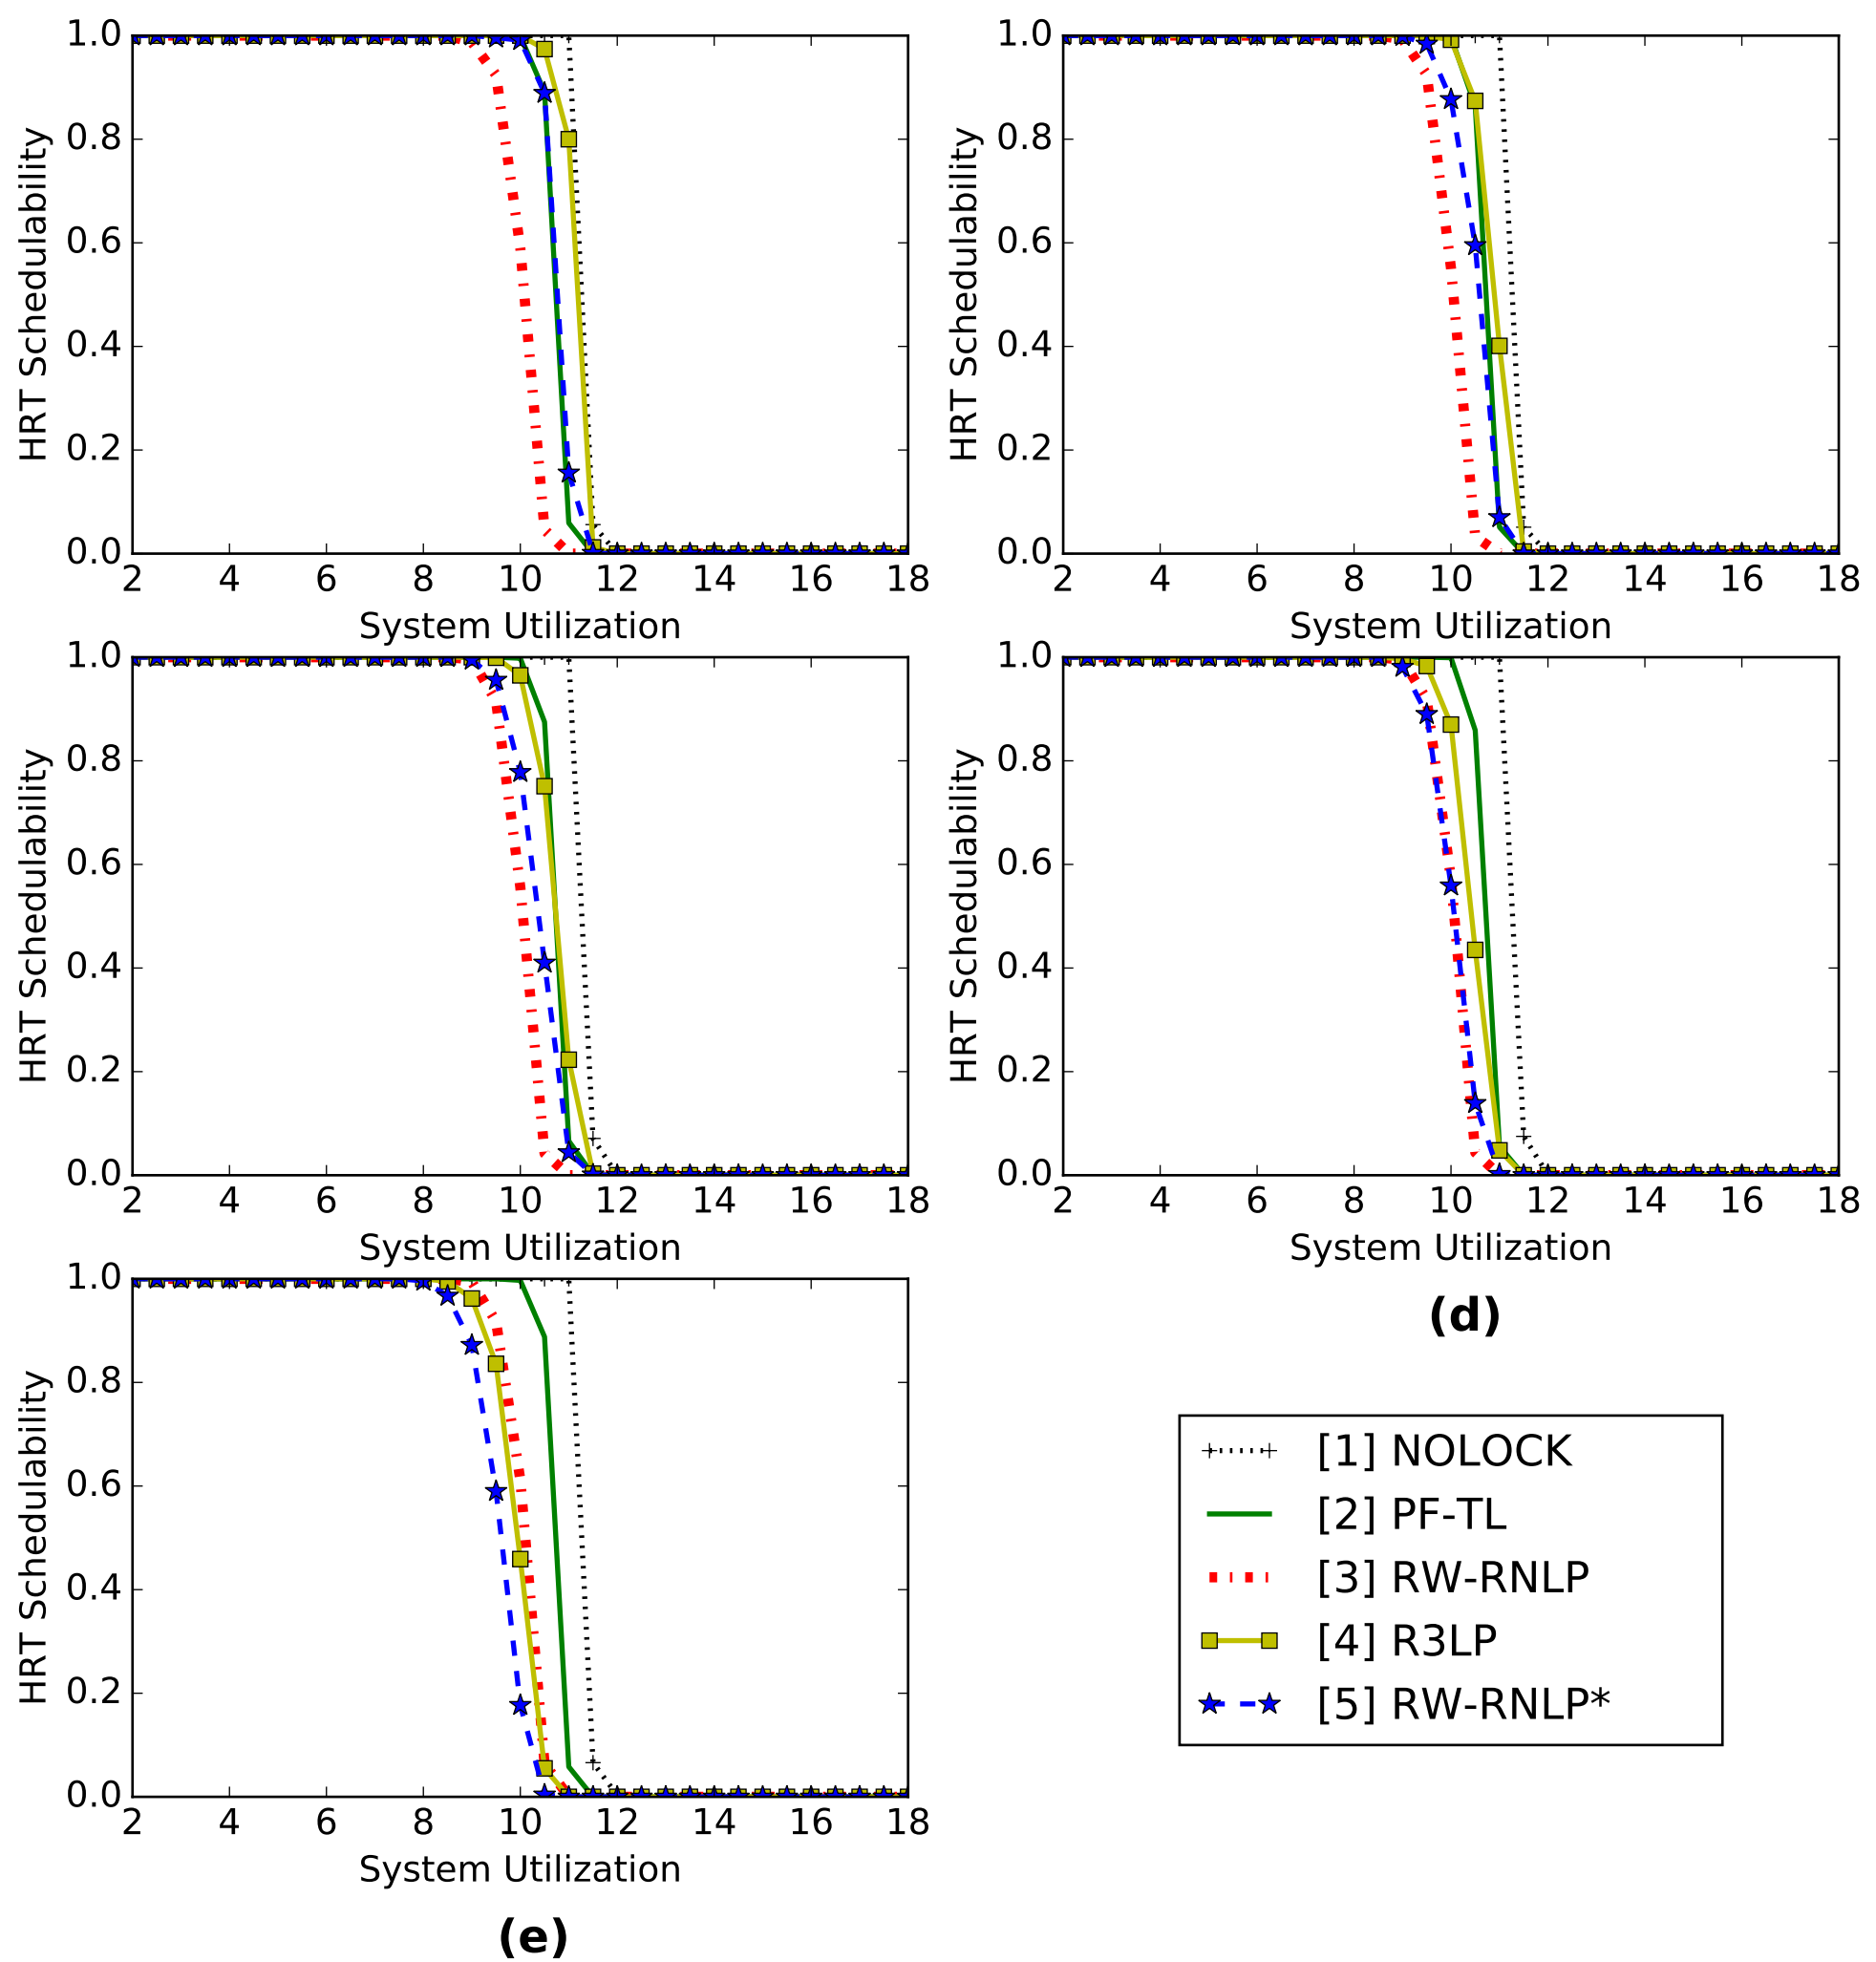 1.0
0.8
0.6
0.4
0.2
0.0
HRT Schedulability
2 4 6 8 10 12 14 16 18
System Utilization
1.0
0.8
0.6
0.4
0.2
0.0
HRT Schedulability
2 4 6 8 10 12 14 16 18
System Utilization
1.0
0.8
0.6
0.4
0.2
0.0
HRT Schedulability
2 4 6 8 10 12 14 16 18
System Utilization
1.0
0.8
0.6
0.4
0.2
0.0
HRT Schedulability
2 4 6 8 10 12 14 16 18
System Utilization
(d)
1.0
0.8
0.6
0.4
0.2
0.0
HRT Schedulability
2 4 6 8 10 12 14 16 18
System Utilization
(e)
[1] NOLOCK
[2] PF-TL
[3] RW-RNLP
[4] R3LP
[5] RW-RNLP*